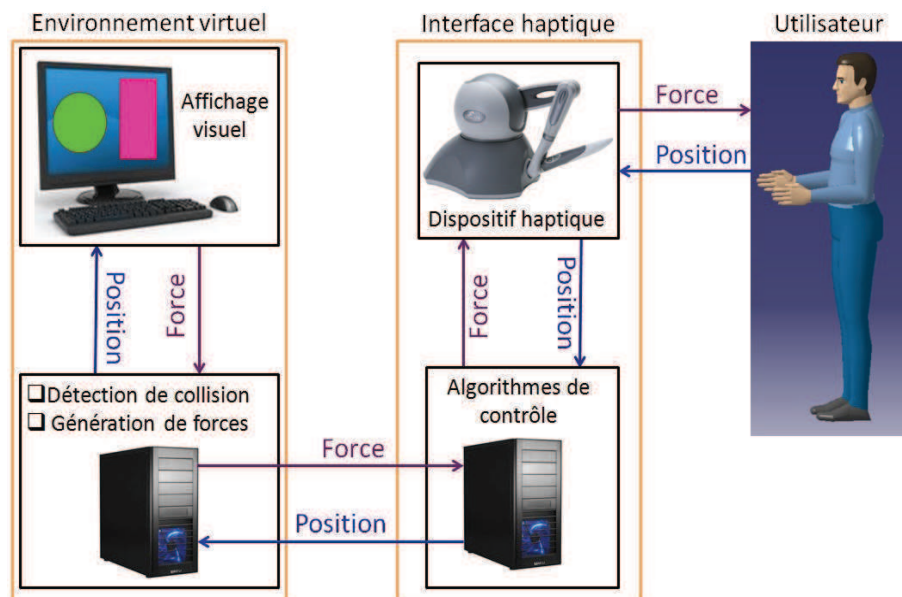 Environnement virtuel
Interface haptique
Utilisateur
Affichage
visuel
Force
Position
Dispositif haptique
Position
Force
Force
Position
Détection de collision
Génération de forces
Algorithmes de
contrôle
Force
Position